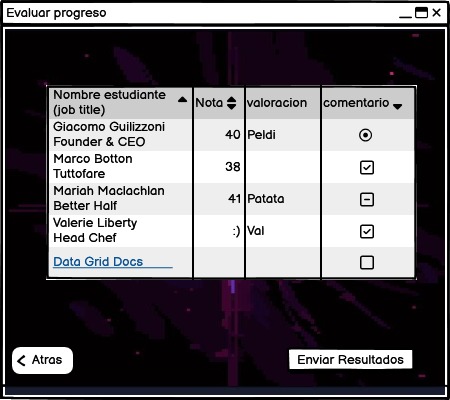 Evaluar progreso
Nombre estudiante
(job title)
Nota
valoracion
comentario
Giacomo Guilizzoni
Founder & CEO
40
Peldi
Marco Botton
Tuttofare
38
Mariah Maclachlan
Better Half
41
Patata
Valerie Liberty
Head Chef
:)
Val
Data Grid Docs
Atras
Enviar Resultados